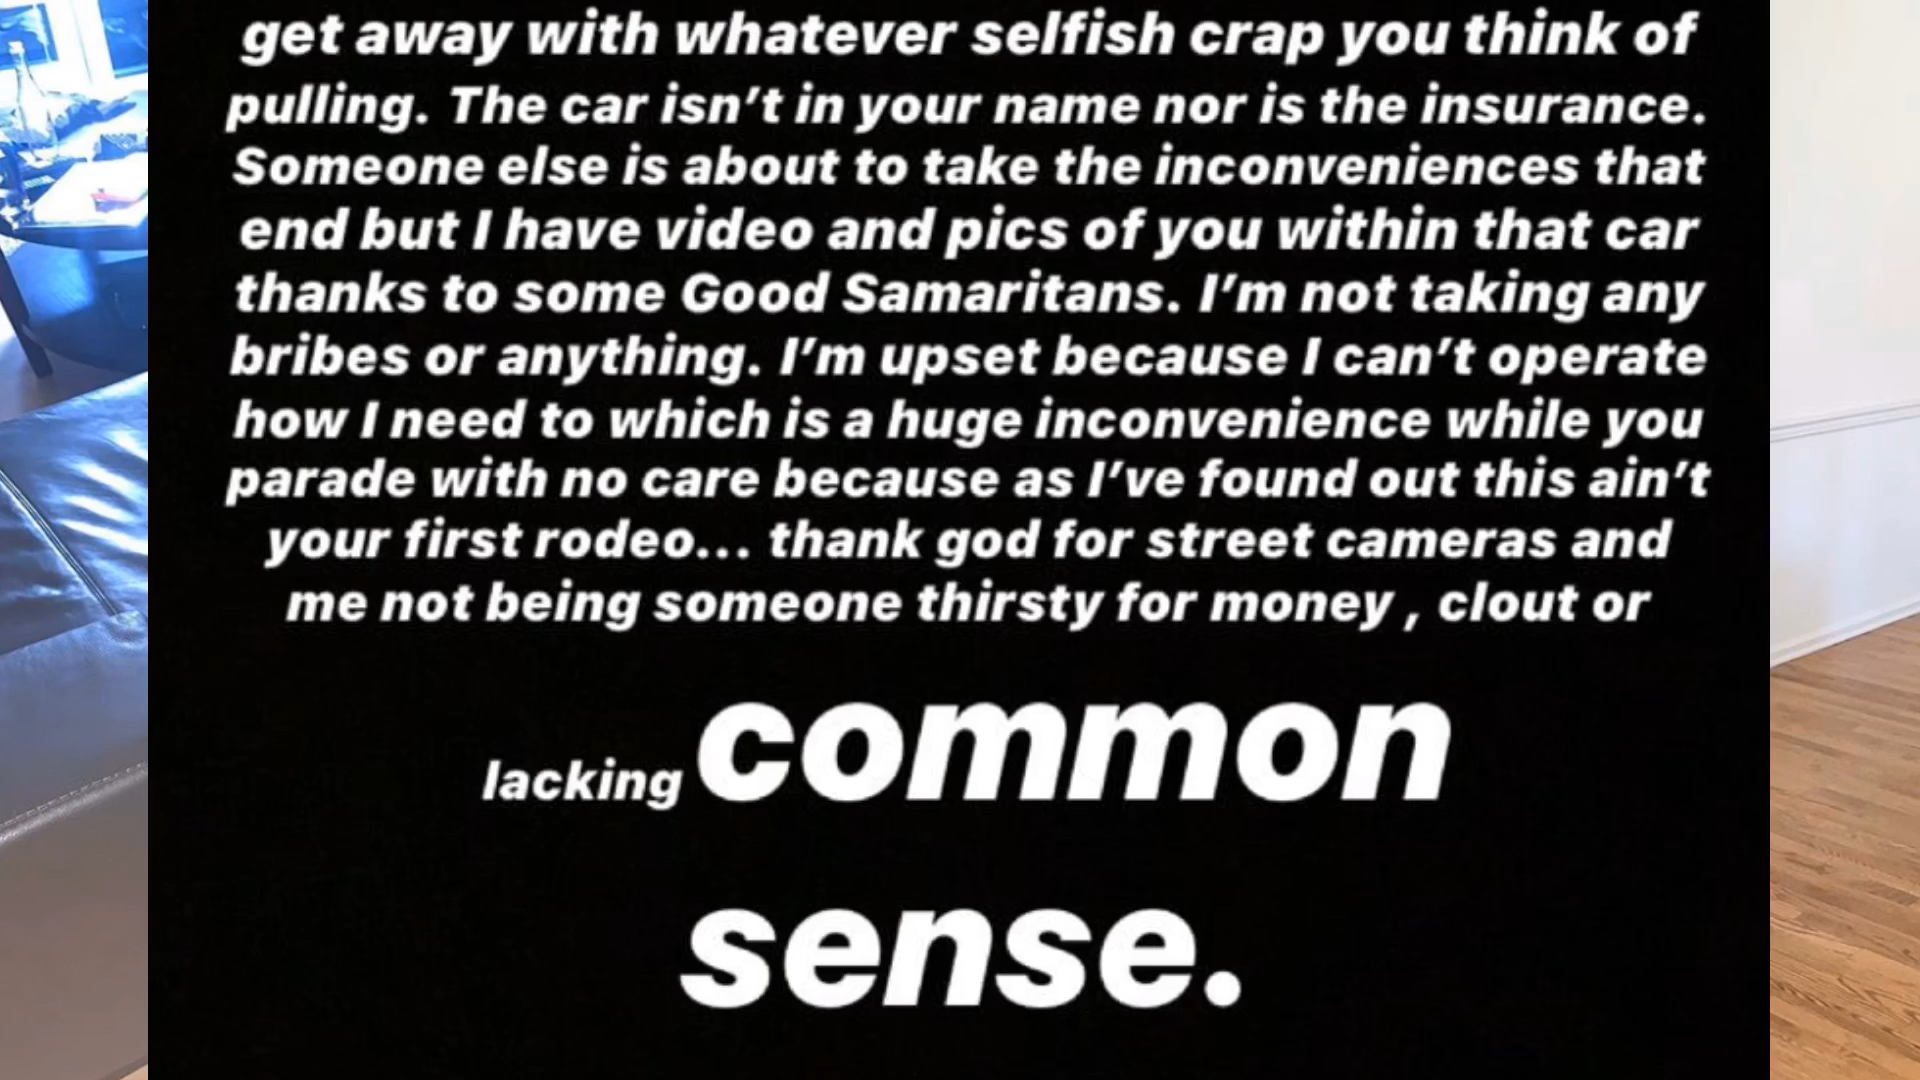 get away with whatever selfish crap you think of
pulling. The car isn't in your name nor is the insurance.
Someone else is about to take the inconveniences that
end but I have video and pics of you within that car
thanks to some Good Samaritans. I'm not taking any
bribes or anything. I'm upset because I can't operate
how I need to which is a huge inconvenience while you
parade with no care because as I've found out this ain't
your first rodeo... thank god for street cameras and
me not being someone thirsty for money , clout or
lacking common
sense.